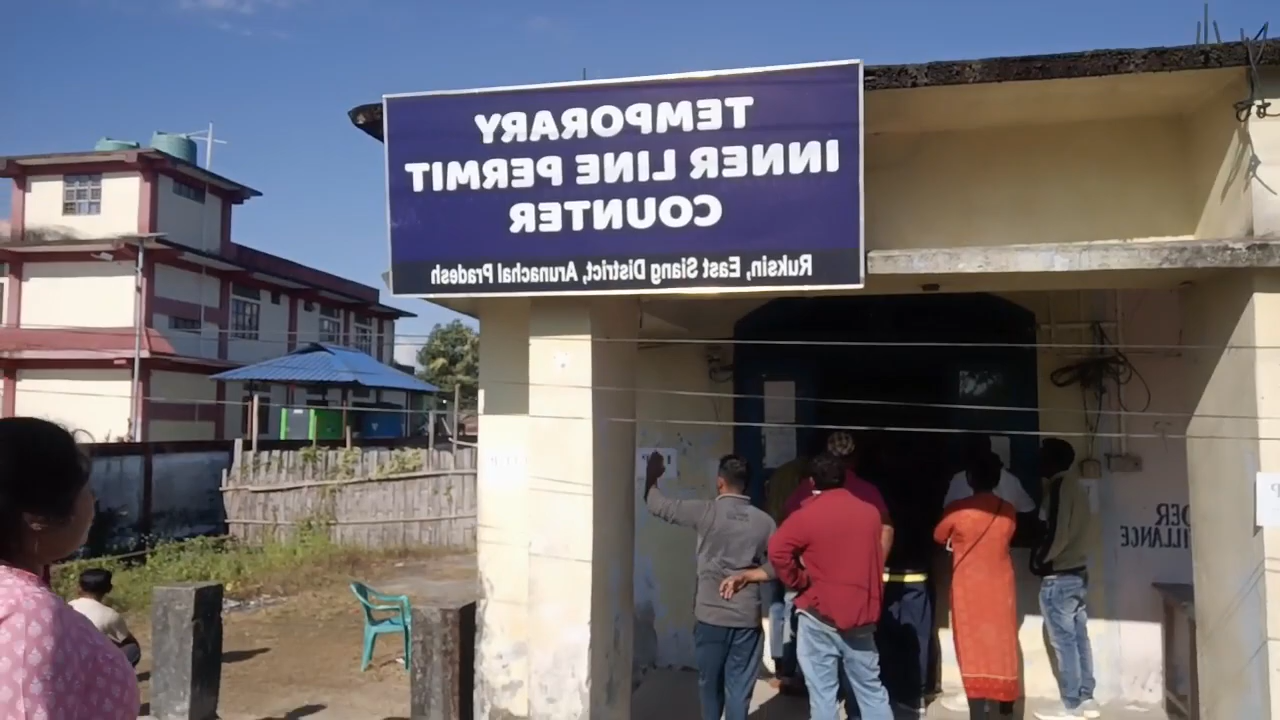 TEMPORARY
INNER LINE PERMIT
COUNTER
Ruksin, East Siang District, Arunachal Pradesh